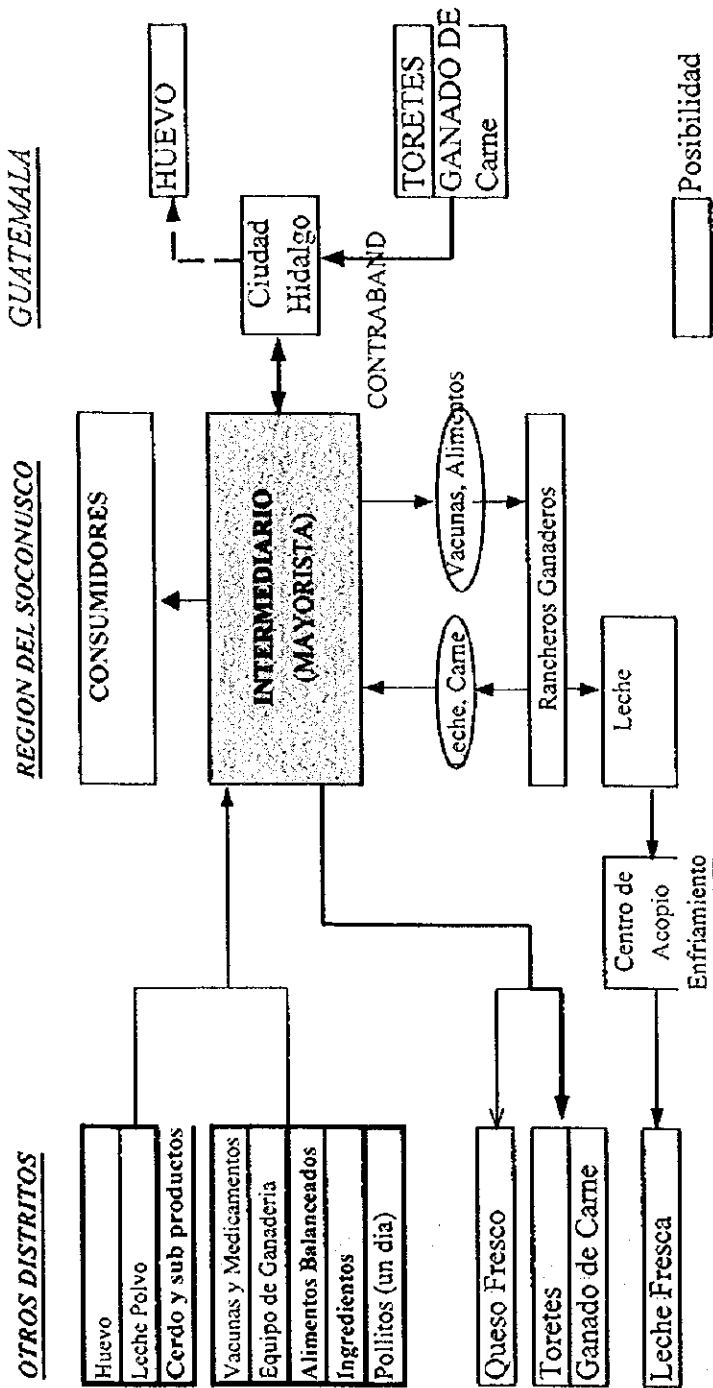 OTROS DISTRITOS
REGION DEL SOCONUSCO
GUATEMALA
Huevo
Leche Polvo
Cerdo y sub productos
Vacunas y Medicamentos
Equipo de Ganaderia
Alimentos Balanceados
Ingredientos
Pollitos (un dia)
Queso Fresco
Toretes
Ganado de Carne
Leche Fresca
CONSUMIDORES
INTERMEDIARIO
(MAYORISTA)
Leche, Carne
Vacunas, Alimentos
Rancheros Ganaderos
Leche
Centro de
Acopio
Enfriamiento
HUEVO
Ciudad
Hidalgo
CONTRABAND
TORETES
GANADO DE
Carne
Posibilidad